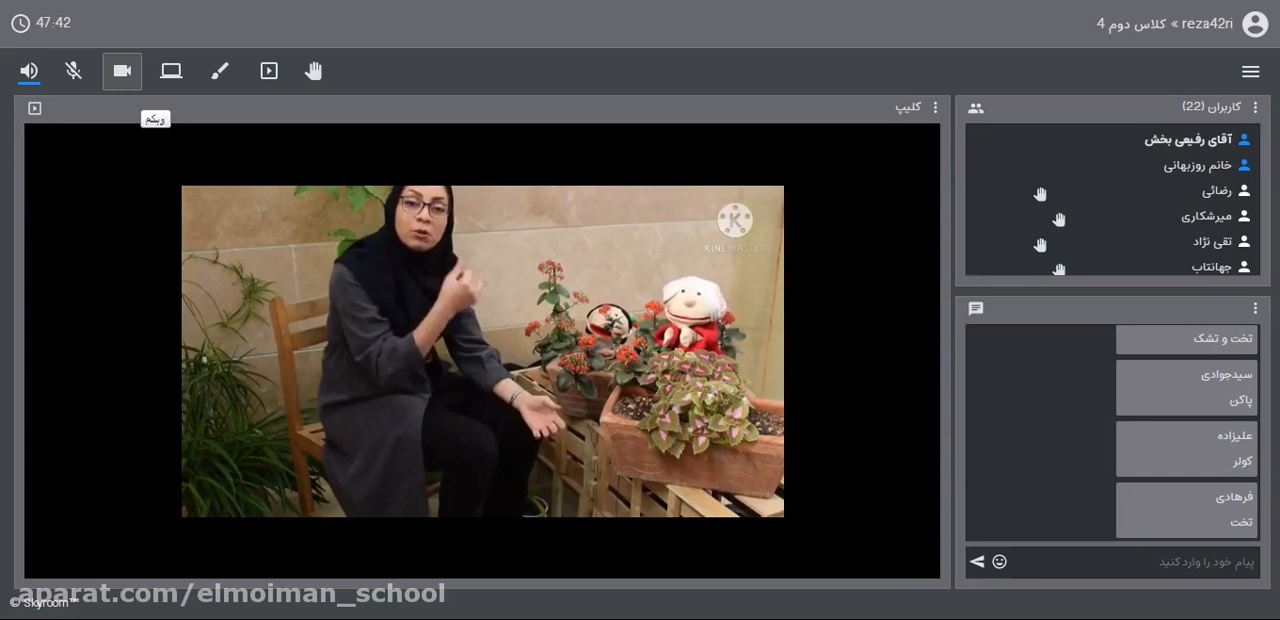 47:42
reza42ri » کلاس دوم 4
وبکم
کلیپ
کاربران (22)
آقای رفیعی بخش
خانم روزبهانی
رضائی
میرشکاری
تقی نژاد
جهانتاب
KINEMASTER
تخت و تشک
سیدجوادی
پاکن
علیزاده
کولر
فرهادی
تخت
پیام خود را وارد کنید
aparat.com/elmoiman_school
© Skyroom™